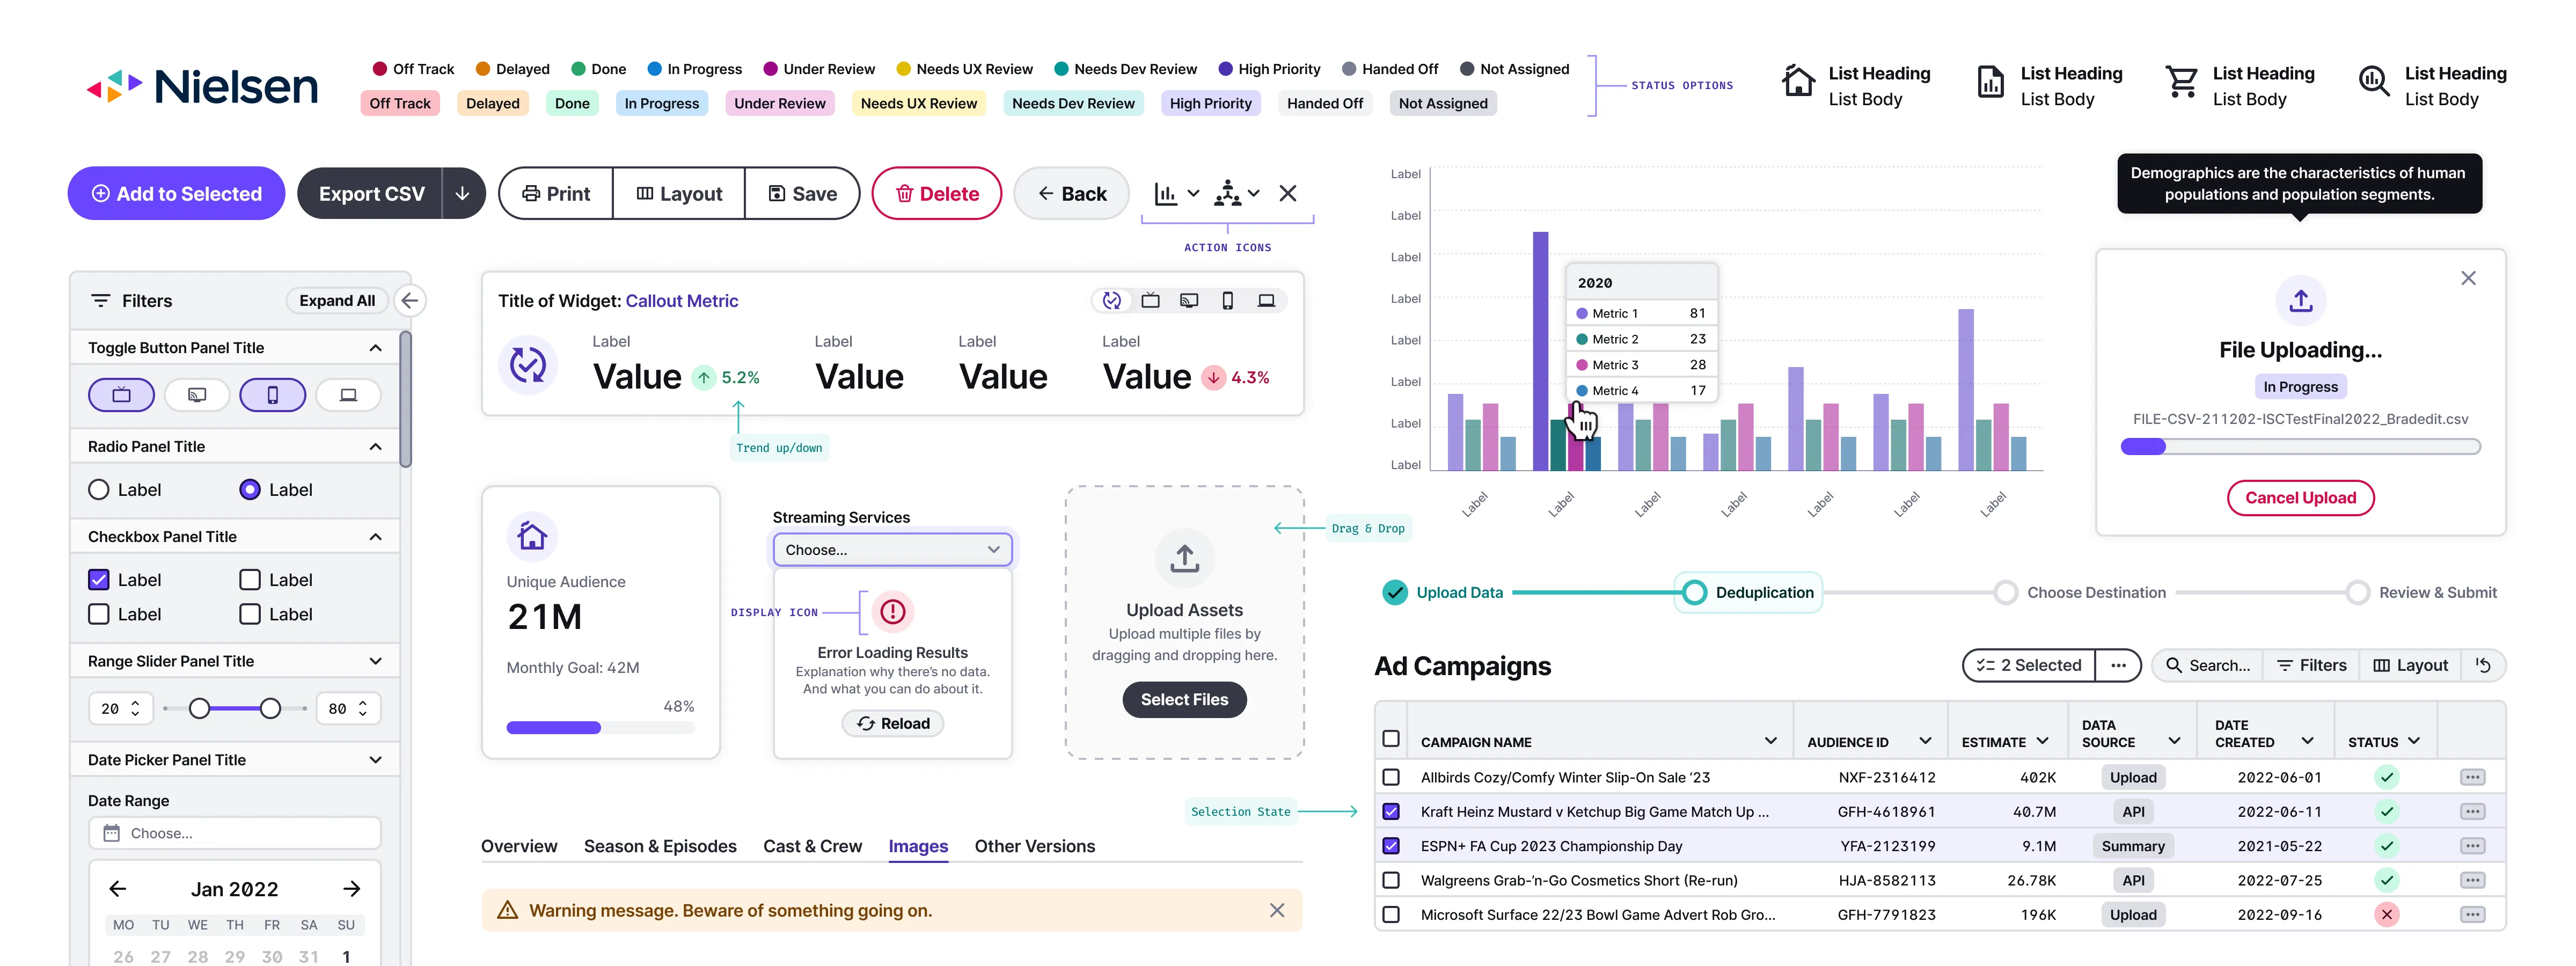 Nielsen
Off Track
Delayed
Done
In Progress
Under Review
Needs UX Review
Needs Dev Review
High Priority
Handed Off
Not Assigned
Off Track
Delayed
Done
In Progress
Under Review
Needs UX Review
Needs Dev Review
High Priority
Handed Off
Not Assigned
STATUS OPTIONS
List Heading
List Body
List Heading
List Body
List Heading
List Body
List Heading
List Body
Add to Selected
Export CSV
Print
Layout
Save
Delete
Back
ACTION ICONS
Filters
Expand All
Toggle Button Panel Title
Radio Panel Title
Label
Label
Checkbox Panel Title
Label
Label
Label
Label
Range Slider Panel Title
20
80
Date Picker Panel Title
Date Range
Choose...
Jan 2022
MO TU WE TH FR SA SU
26 27 28 29 30 31 1
Title of Widget: Callout Metric
Label
Value
5.2%
Label
Value
Label
Value
Label
Value
4.3%
Trend up/down
Unique Audience
21M
Monthly Goal: 42M
48%
Streaming Services
Choose...
DISPLAY ICON
Error Loading Results
Explanation why there's no data.
And what you can do about it.
Reload
Upload Assets
Upload multiple files by
dragging and dropping here.
Select Files
Drag & Drop
Overview
Season & Episodes
Cast & Crew
Images
Other Versions
Warning message. Beware of something going on.
Label
Label
Label
Label
Label
Label
Label
Label
2020
Metric 1 81
Metric 2 23
Metric 3 28
Metric 4 17
Label
Label
Label
Label
Label
Label
Label
Demographics are the characteristics of human
populations and population segments.
File Uploading...
In Progress
FILE-CSV-211202-ISCTestFinal2022_Bradedit.csv
Cancel Upload
Upload Data
Deduplication
Choose Destination
Review & Submit
Ad Campaigns
2 Selected
Search...
Filters
Layout
Selection State
CAMPAIGN NAME
AUDIENCE ID
ESTIMATE
DATA
SOURCE
DATE
CREATED
STATUS
Allbirds Cozy/Comfy Winter Slip-On Sale ‘23 NXF-2316412 402K Upload 2022-06-01
Kraft Heinz Mustard v Ketchup Big Game Match Up ... GFH-4618961 40.7M API 2022-06-11
ESPN+ FA Cup 2023 Championship Day YFA-2123199 9.1M Summary 2021-05-22
Walgreens Grab-‘n-Go Cosmetics Short (Re-run) HJA-8582113 26.78K API 2022-07-25
Microsoft Surface 22/23 Bowl Game Advert Rob Gro... GFH-7791823 196K Upload 2022-09-16